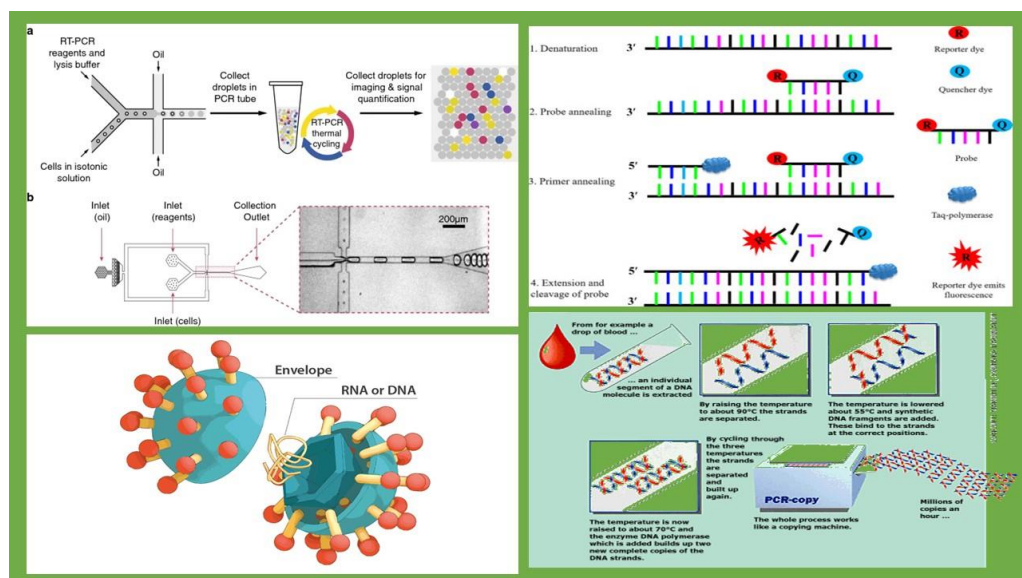 a
RT-PCR
reagents and
lysis buffer
Oil
Cells in isotonic
solution
Oil
Collect
droplets in
PCR tube
RT-PCR
thermal
cycling
Collect droplets for
imaging & signal
quantification
b
Inlet
(oil)
Inlet
(reagents)
Collection
Outlet
Inlet (cells)
200µm
1. Denaturation
3'
R
Reporter dye
Q
Quencher dye
R
Q
2. Probe annealing
3'
R
Q
Probe
5'
R
Q
3. Primer annealing
3'
Taq-polymerase
R
Q
5'
4. Extension and
cleavage of probe
3'
R
Reporter dye emits
fluorescence
Envelope
RNA or DNA
From for example a
drop of blood ...
... an individual
segment of a DNA
molecule is extracted
By raising the temperature
to about 90°C the strands
are separated.
The temperature is lowered
about 55°C and synthetic
DNA framgents are added.
These bind to the strands
at the correct positions.
By cycling through
the three
temperatures
the strands
are
separated
and
built up
again.
The temperature is now
raised to about 70°C and
the enzyme DNA polymerase
which is added builds up two
new complete copies of the
DNA strands.
PCR-copy
The whole process works
like a copying machine.
Millions of
copies an
hour ...